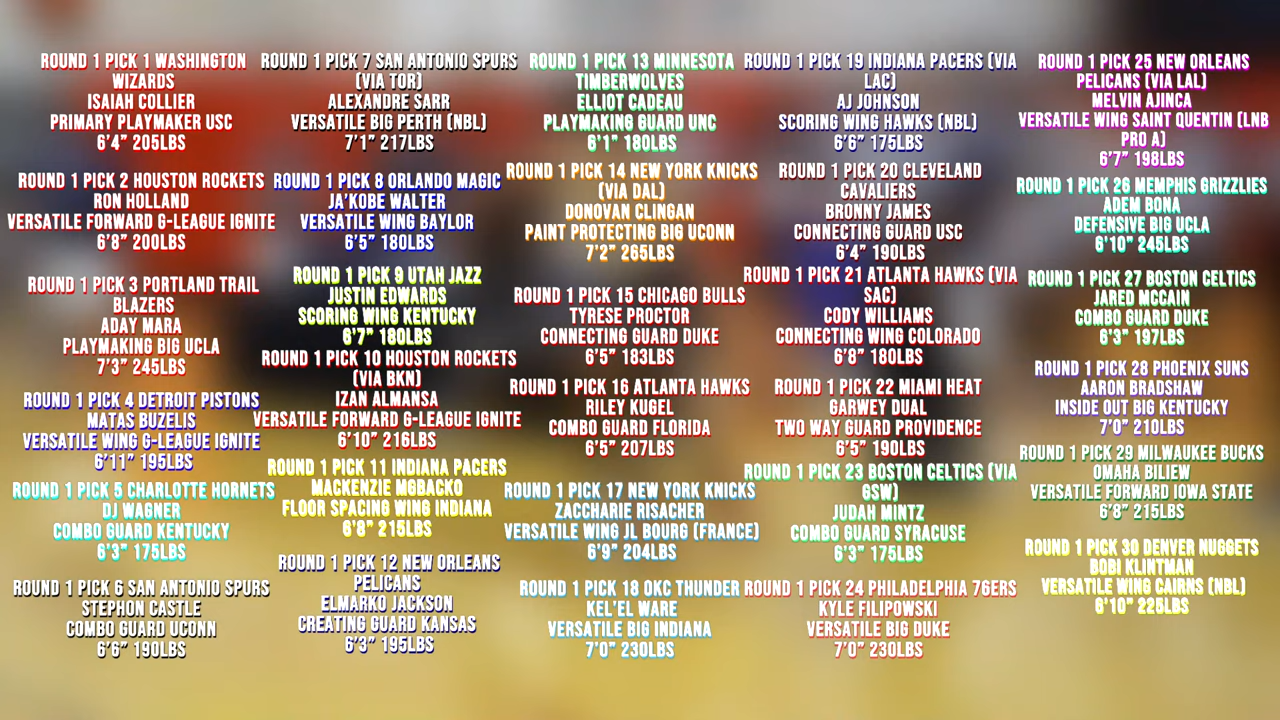 ROUND 1 PICK 1 WASHINGTON
WIZARDS
ISAIAH COLLIER
PRIMARY PLAYMAKER USC
6'4" 205LBS
ROUND 1 PICK 2 HOUSTON ROCKETS
RON HOLLAND
VERSATILE FORWARD G-LEAGUE IGNITE
6'8" 200LBS
ROUND 1 PICK 3 PORTLAND TRAIL
BLAZERS
ADAY MARA
PLAYMAKING BIG UCLA
7'3" 245LBS
ROUND 1 PICK 4 DETROIT PISTONS
MATAS BUZELIS
VERSATILE WING G-LEAGUE IGNITE
6'11" 195LBS
ROUND 1 PICK 5 CHARLOTTE HORNETS
DJ WAGNER
COMBO GUARD KENTUCKY
6'3" 175LBS
ROUND 1 PICK 6 SAN ANTONIO SPURS
STEPHON CASTLE
COMBO GUARD UCONN
6'6" 190LBS
ROUND 1 PICK 7 SAN ANTONIO SPURS
(VIA TOR)
ALEXANDRE SARR
VERSATILE BIG PERTH (NBL)
7'1" 217LBS
ROUND 1 PICK 8 ORLANDO MAGIC
JA'KOBE WALTER
VERSATILE WING BAYLOR
6'5" 180LBS
ROUND 1 PICK 9 UTAH JAZZ
JUSTIN EDWARDS
SCORING WING KENTUCKY
6'7" 180LBS
ROUND 1 PICK 10 HOUSTON ROCKETS
(VIA BKN)
IZAN ALMANSA
VERSATILE FORWARD G-LEAGUE IGNITE
6'10" 216LBS
ROUND 1 PICK 11 INDIANA PACERS
MACKENZIE MGBACKO
FLOOR SPACING WING INDIANA
6'8" 215LBS
ROUND 1 PICK 12 NEW ORLEANS
PELICANS
ELMARKO JACKSON
CREATING GUARD KANSAS
6'3" 195LBS
ROUND 1 PICK 13 MINNESOTA
TIMBERWOLVES
ELLIOT CADEAU
PLAYMAKING GUARD UNC
6'1" 180LBS
ROUND 1 PICK 14 NEW YORK KNICKS
(VIA DAL)
DONOVAN CLINGAN
PAINT PROTECTING BIG UCONN
7'2" 265LBS
ROUND 1 PICK 15 CHICAGO BULLS
TYRESE PROCTOR
CONNECTING GUARD DUKE
6'5" 183LBS
ROUND 1 PICK 16 ATLANTA HAWKS
RILEY KUGEL
COMBO GUARD FLORIDA
6'5" 207LBS
ROUND 1 PICK 17 NEW YORK KNICKS
ZACCHARIE RISACHER
VERSATILE WING JL BOURG (FRANCE)
6'9" 204LBS
ROUND 1 PICK 18 OKC THUNDER
KEL'EL WARE
VERSATILE BIG INDIANA
7'0" 230LBS
ROUND 1 PICK 19 INDIANA PACERS (VIA
LAC)
AJ JOHNSON
SCORING WING HAWKS (NBL)
6'6" 175LBS
ROUND 1 PICK 20 CLEVELAND
CAVALIERS
BRONNY JAMES
CONNECTING GUARD USC
6'4" 190LBS
ROUND 1 PICK 21 ATLANTA HAWKS (VIA
SAC)
CODY WILLIAMS
CONNECTING WING COLORADO
6'8" 180LBS
ROUND 1 PICK 22 MIAMI HEAT
GARWEY DUAL
TWO WAY GUARD PROVIDENCE
6'5" 190LBS
ROUND 1 PICK 23 BOSTON CELTICS (VIA
GSW)
JUDAH MINTZ
COMBO GUARD SYRACUSE
6'3" 175LBS
ROUND 1 PICK 24 PHILADELPHIA 76ERS
KYLE FILIPOWSKI
VERSATILE BIG DUKE
7'0" 230LBS
ROUND 1 PICK 25 NEW ORLEANS
PELICANS (VIA LAL)
MELVIN AJINCA
VERSATILE WING SAINT QUENTIN (LNB
PRO A)
6'7" 198LBS
ROUND 1 PICK 26 MEMPHIS GRIZZLIES
ADEM BONA
DEFENSIVE BIG UCLA
6'10" 245LBS
ROUND 1 PICK 27 BOSTON CELTICS
JARED MCCAIN
COMBO GUARD DUKE
6'3" 197LBS
ROUND 1 PICK 28 PHOENIX SUNS
AARON BRADSHAW
INSIDE OUT BIG KENTUCKY
7'0" 210LBS
ROUND 1 PICK 29 MILWAUKEE BUCKS
OMAHA BILIEW
VERSATILE FORWARD IOWA STATE
6'8" 215LBS
ROUND 1 PICK 30 DENVER NUGGETS
BOBI KLINTMAN
VERSATILE WING CAIRNS (NBL)
6'10" 225LBS